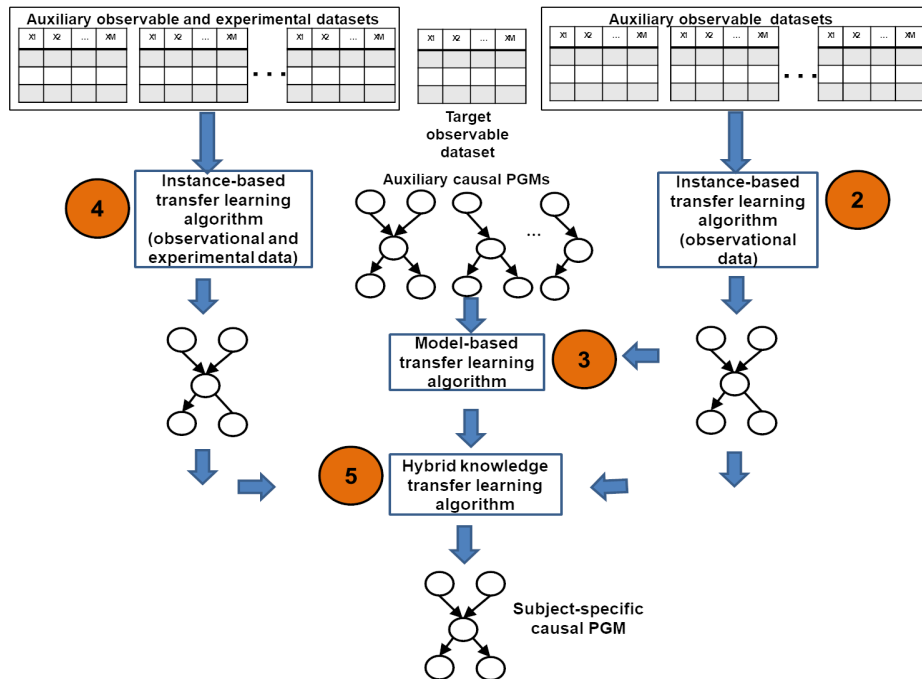 Auxiliary observable and experimental datasets
X1 X2 ... XM X1 X2 ... XM X1 X2 ... XM
. . .
X1 X2 ... XM
Target
observable
dataset
Auxiliary observable datasets
X1 X2 ... XM X1 X2 ... XM X1 X2 ... XM
. . .
4
Instance-based
transfer learning
algorithm
(observational and
experimental data)
Auxiliary causal PGMs
...
Instance-based
transfer learning
algorithm
(observational
data)
2
Model-based
transfer learning
algorithm
3
5
Hybrid knowledge
transfer learning
algorithm
Subject-specific
causal PGM